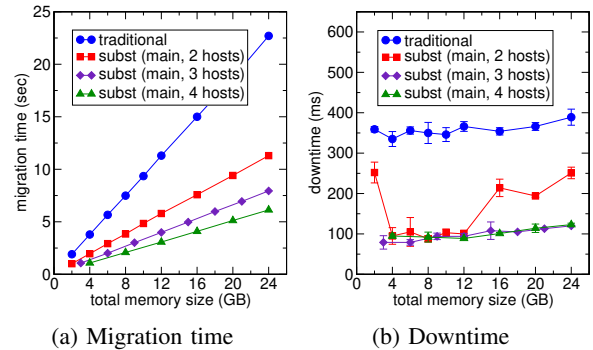 25
20
15
10
5
0
0
4
8
12
16
20
24
total memory size (GB)
migration time (sec)
traditional
subst (main, 2 hosts)
subst (main, 3 hosts)
subst (main, 4 hosts)
(a) Migration time
600
500
400
300
200
100
0
0
4
8
12
16
20
24
total memory size (GB)
downtime (ms)
traditional
subst (main, 2 hosts)
subst (main, 3 hosts)
subst (main, 4 hosts)
(b) Downtime